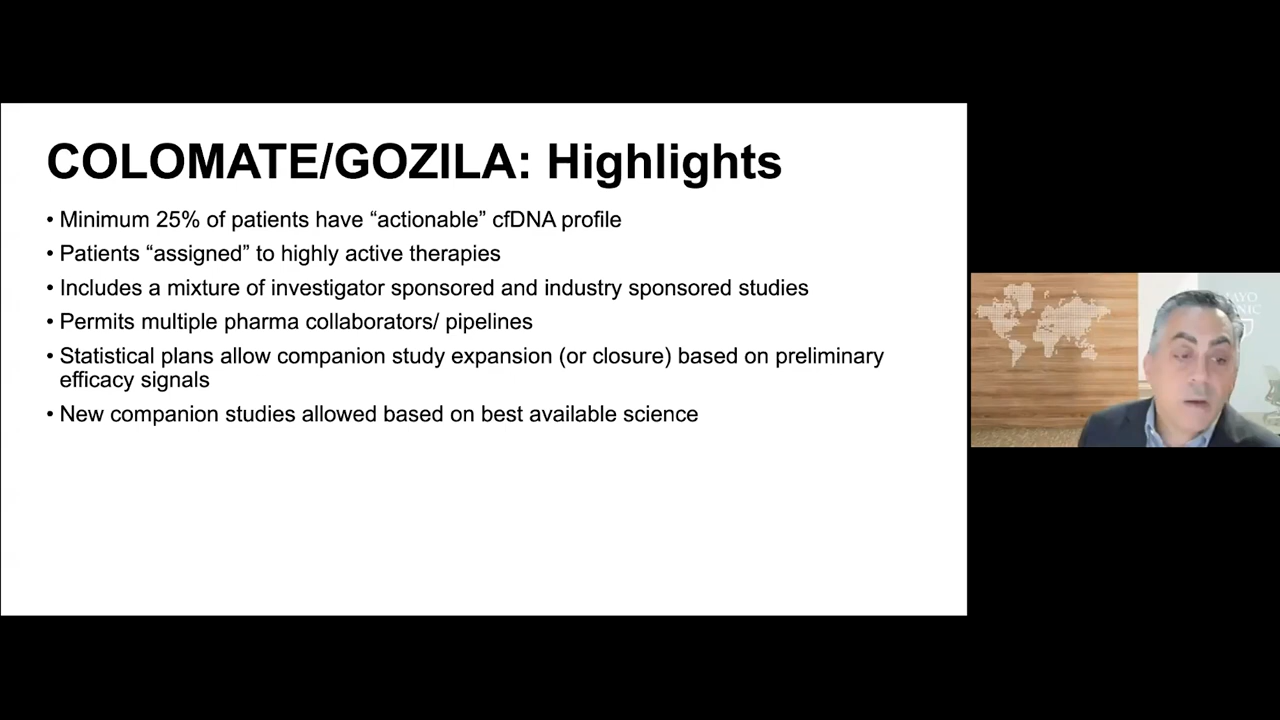 COLOMATE/GOZILA: Highlights
• Minimum 25% of patients have “actionable” cfDNA profile
• Patients “assigned” to highly active therapies
• Includes a mixture of investigator sponsored and industry sponsored studies
• Permits multiple pharma collaborators/ pipelines
• Statistical plans allow companion study expansion (or closure) based on preliminary
efficacy signals
• New companion studies allowed based on best available science